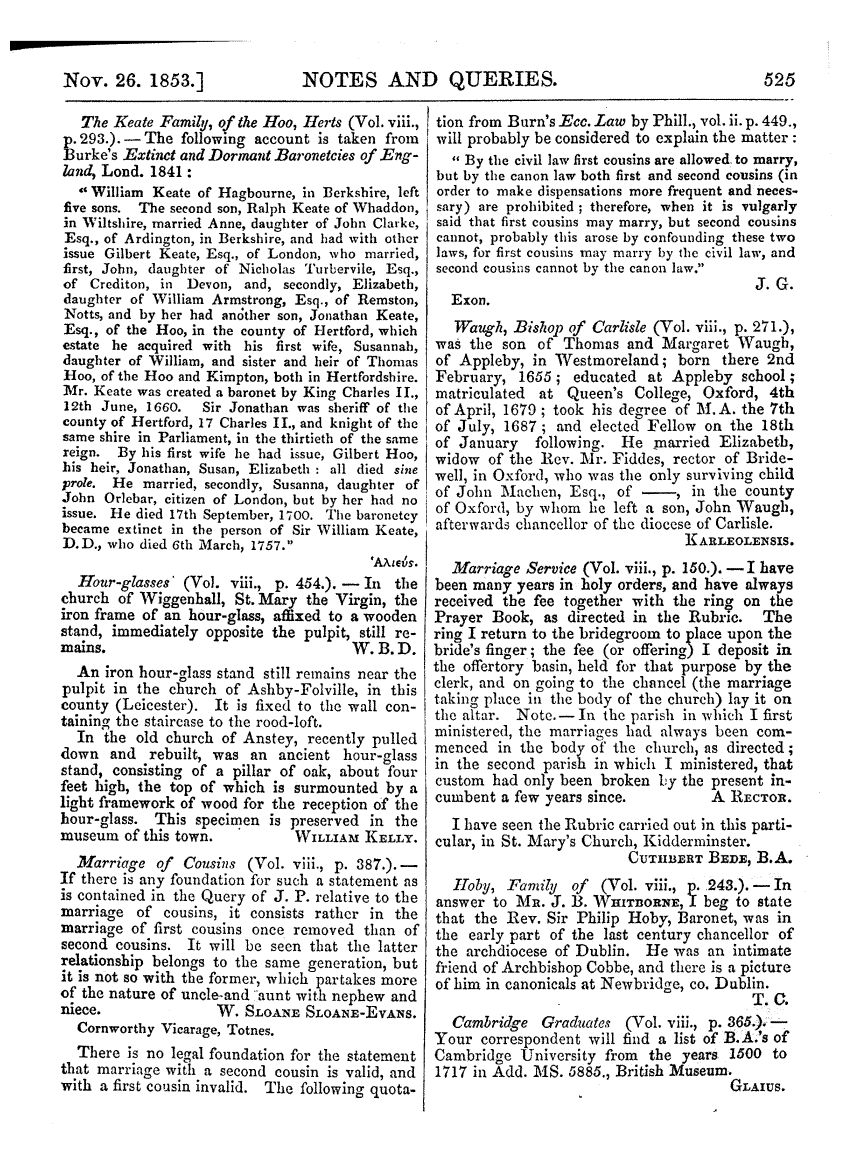 Nov. 26. 1853.] NOTES AND QUERIES. 525
The Keate Family, of the Hoo, Herts (Vol. viii.,
p. 293.). — The following account is taken from
Burke's Extinct and Dormant Baronetcies of Eng-
land, Lond. 1841 :
" William Keate of Hagbourne, in Berkshire, left
five sons. The second son, Ralph Keate of Whaddon,
in Wiltshire, married Anne, daughter of John Clarke,
Esq., of Ardington, in Berkshire, and had with other
issue Gilbert Keate, Esq., of London, who married,
first, John, daughter of Nicholas Turbervile, Esq.,
of Crediton, in Devon, and, secondly, Elizabeth,
daughter of William Armstrong, Esq., of Remston,
Notts, and by her had another son, Jonathan Keate,
Esq., of the Hoo, in the county of Hertford, which
estate he acquired with his first wife, Susannah,
daughter of William, and sister and heir of Thomas
Hoo, of the Hoo and Kimpton, both in Hertfordshire.
Mr. Keate was created a baronet by King Charles II.,
12th June, 1660. Sir Jonathan was sheriff of the
county of Hertford, 17 Charles II., and knight of the
same shire in Parliament, in the thirtieth of the same
reign. By his first wife he had issue, Gilbert Hoo,
his heir, Jonathan, Susan, Elizabeth : all died sine
prole. He married, secondly, Susanna, daughter of
John Orlebar, citizen of London, but by her had no
issue. He died 17th September, 1700. The baronetcy
became extinct in the person of Sir William Keate,
D.D., who died 6th March, 1757."
Ἁλιεύς.
Hour-glasses (Vol. viii., p. 454.). — In the
church of Wiggenhall, St. Mary the Virgin, the
iron frame of an hour-glass, affixed to a wooden
stand, immediately opposite the pulpit, still re-
mains. W. B. D.
An iron hour-glass stand still remains near the
pulpit in the church of Ashby-Folville, in this
county (Leicester). It is fixed to the wall con-
taining the staircase to the rood-loft.
In the old church of Anstey, recently pulled
down and rebuilt, was an ancient hour-glass
stand, consisting of a pillar of oak, about four
feet high, the top of which is surmounted by a
light framework of wood for the reception of the
hour-glass. This specimen is preserved in the
museum of this town. William Kelly.
Marriage of Cousins (Vol. viii., p. 387.). —
If there is any foundation for such a statement as
is contained in the Query of J. P. relative to the
marriage of cousins, it consists rather in the
marriage of first cousins once removed than of
second cousins. It will be seen that the latter
relationship belongs to the same generation, but
it is not so with the former, which partakes more
of the nature of uncle and aunt with nephew and
niece. W. Sloane Sloane-Evans.
Cornworthy Vicarage, Totnes.
There is no legal foundation for the statement
that marriage with a second cousin is valid, and
with a first cousin invalid. The following quota-
tion from Burn's Ecc. Law by Phill., vol. ii. p. 449.,
will probably be considered to explain the matter :
" By the civil law first cousins are allowed to marry,
but by the canon law both first and second cousins (in
order to make dispensations more frequent and neces-
sary) are prohibited ; therefore, when it is vulgarly
said that first cousins may marry, but second cousins
cannot, probably this arose by confounding these two
laws, for first cousins may marry by the civil law, and
second cousins cannot by the canon law."
J. G.
Exon.
Waugh, Bishop of Carlisle (Vol. viii., p. 271.),
was the son of Thomas and Margaret Waugh,
of Appleby, in Westmoreland ; born there 2nd
February, 1655 ; educated at Appleby school ;
matriculated at Queen's College, Oxford, 4th
of April, 1679 ; took his degree of M. A. the 7th
of July, 1687 ; and elected Fellow on the 18th
of January following. He married Elizabeth,
widow of the Rev. Mr. Fiddes, rector of Bride-
well, in Oxford, who was the only surviving child
of John Machen, Esq., of ——, in the county
of Oxford, by whom he left a son, John Waugh,
afterwards chancellor of the diocese of Carlisle.
Karleolensis.
Marriage Service (Vol. viii., p. 150.). — I have
been many years in holy orders, and have always
received the fee together with the ring on the
Prayer Book, as directed in the Rubric. The
ring I return to the bridegroom to place upon the
bride's finger ; the fee (or offering) I deposit in
the offertory basin, held for that purpose by the
clerk, and on going to the chancel (the marriage
taking place in the body of the church) lay it on
the altar. Note. — In the parish in which I first
ministered, the marriages had always been com-
menced in the body of the church, as directed ;
in the second parish in which I ministered, that
custom had only been broken by the present in-
cumbent a few years since. A Rector.
I have seen the Rubric carried out in this parti-
cular, in St. Mary's Church, Kidderminster.
Cuthbert Bede, B.A.
Hoby, Family of (Vol. viii., p. 243.). — In
answer to Mr. J. B. Whitborne, I beg to state
that the Rev. Sir Philip Hoby, Baronet, was in
the early part of the last century chancellor of
the archdiocese of Dublin. He was an intimate
friend of Archbishop Cobbe, and there is a picture
of him in canonicals at Newbridge, co. Dublin.
T. C.
Cambridge Graduates (Vol. viii., p. 365.). —
Your correspondent will find a list of B.A.'s of
Cambridge University from the years 1500 to
1717 in Add. MS. 5885., British Museum.
Glaius.